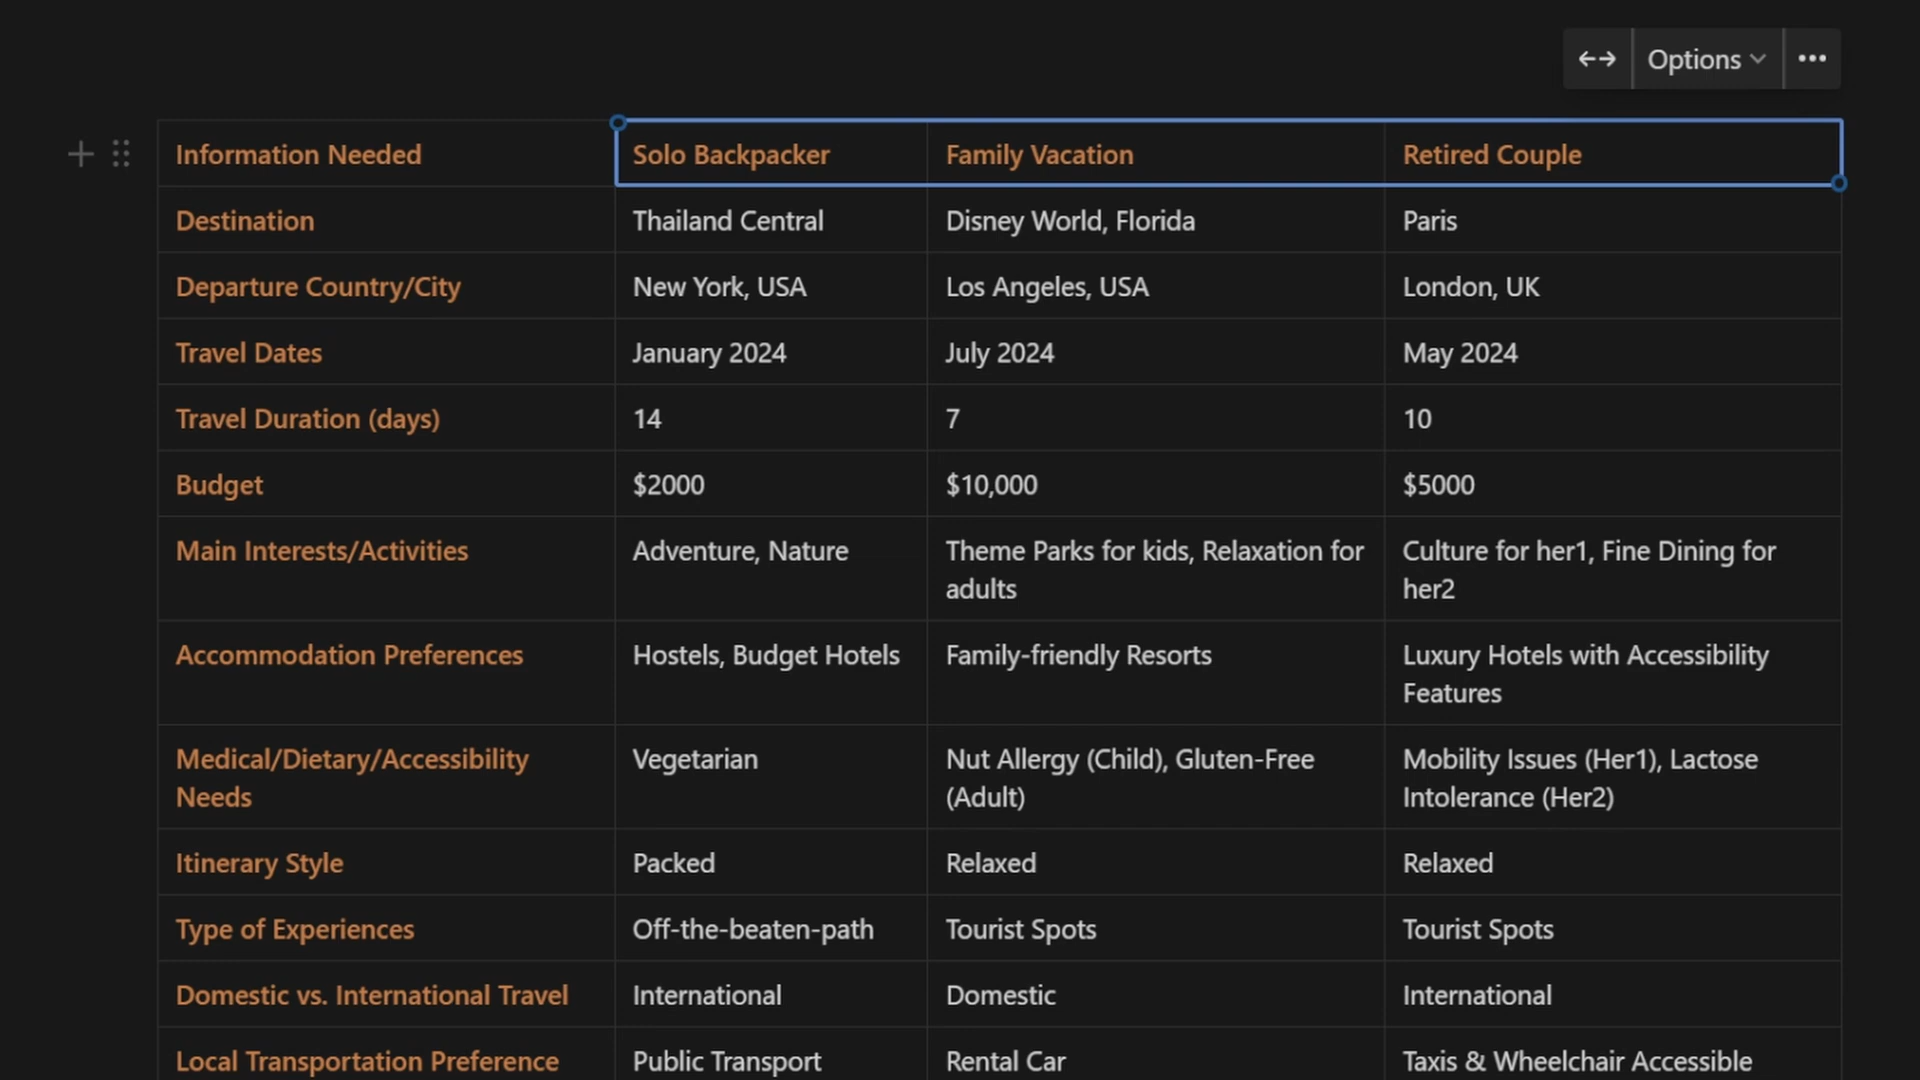 Options
Information Needed Solo Backpacker Family Vacation Retired Couple
Destination Thailand Central Disney World, Florida Paris
Departure Country/City New York, USA Los Angeles, USA London, UK
Travel Dates January 2024 July 2024 May 2024
Travel Duration (days) 14 7 10
Budget $2000 $10,000 $5000
Main Interests/Activities Adventure, Nature Theme Parks for kids, Relaxation for Culture for her1, Fine Dining for
adults her2
Accommodation Preferences Hostels, Budget Hotels Family-friendly Resorts Luxury Hotels with Accessibility
Features
Medical/Dietary/Accessibility Vegetarian Nut Allergy (Child), Gluten-Free Mobility Issues (Her1), Lactose
Needs (Adult) Intolerance (Her2)
Itinerary Style Packed Relaxed Relaxed
Type of Experiences Off-the-beaten-path Tourist Spots Tourist Spots
Domestic vs. International Travel International Domestic International
Local Transportation Preference Public Transport Rental Car Taxis & Wheelchair Accessible